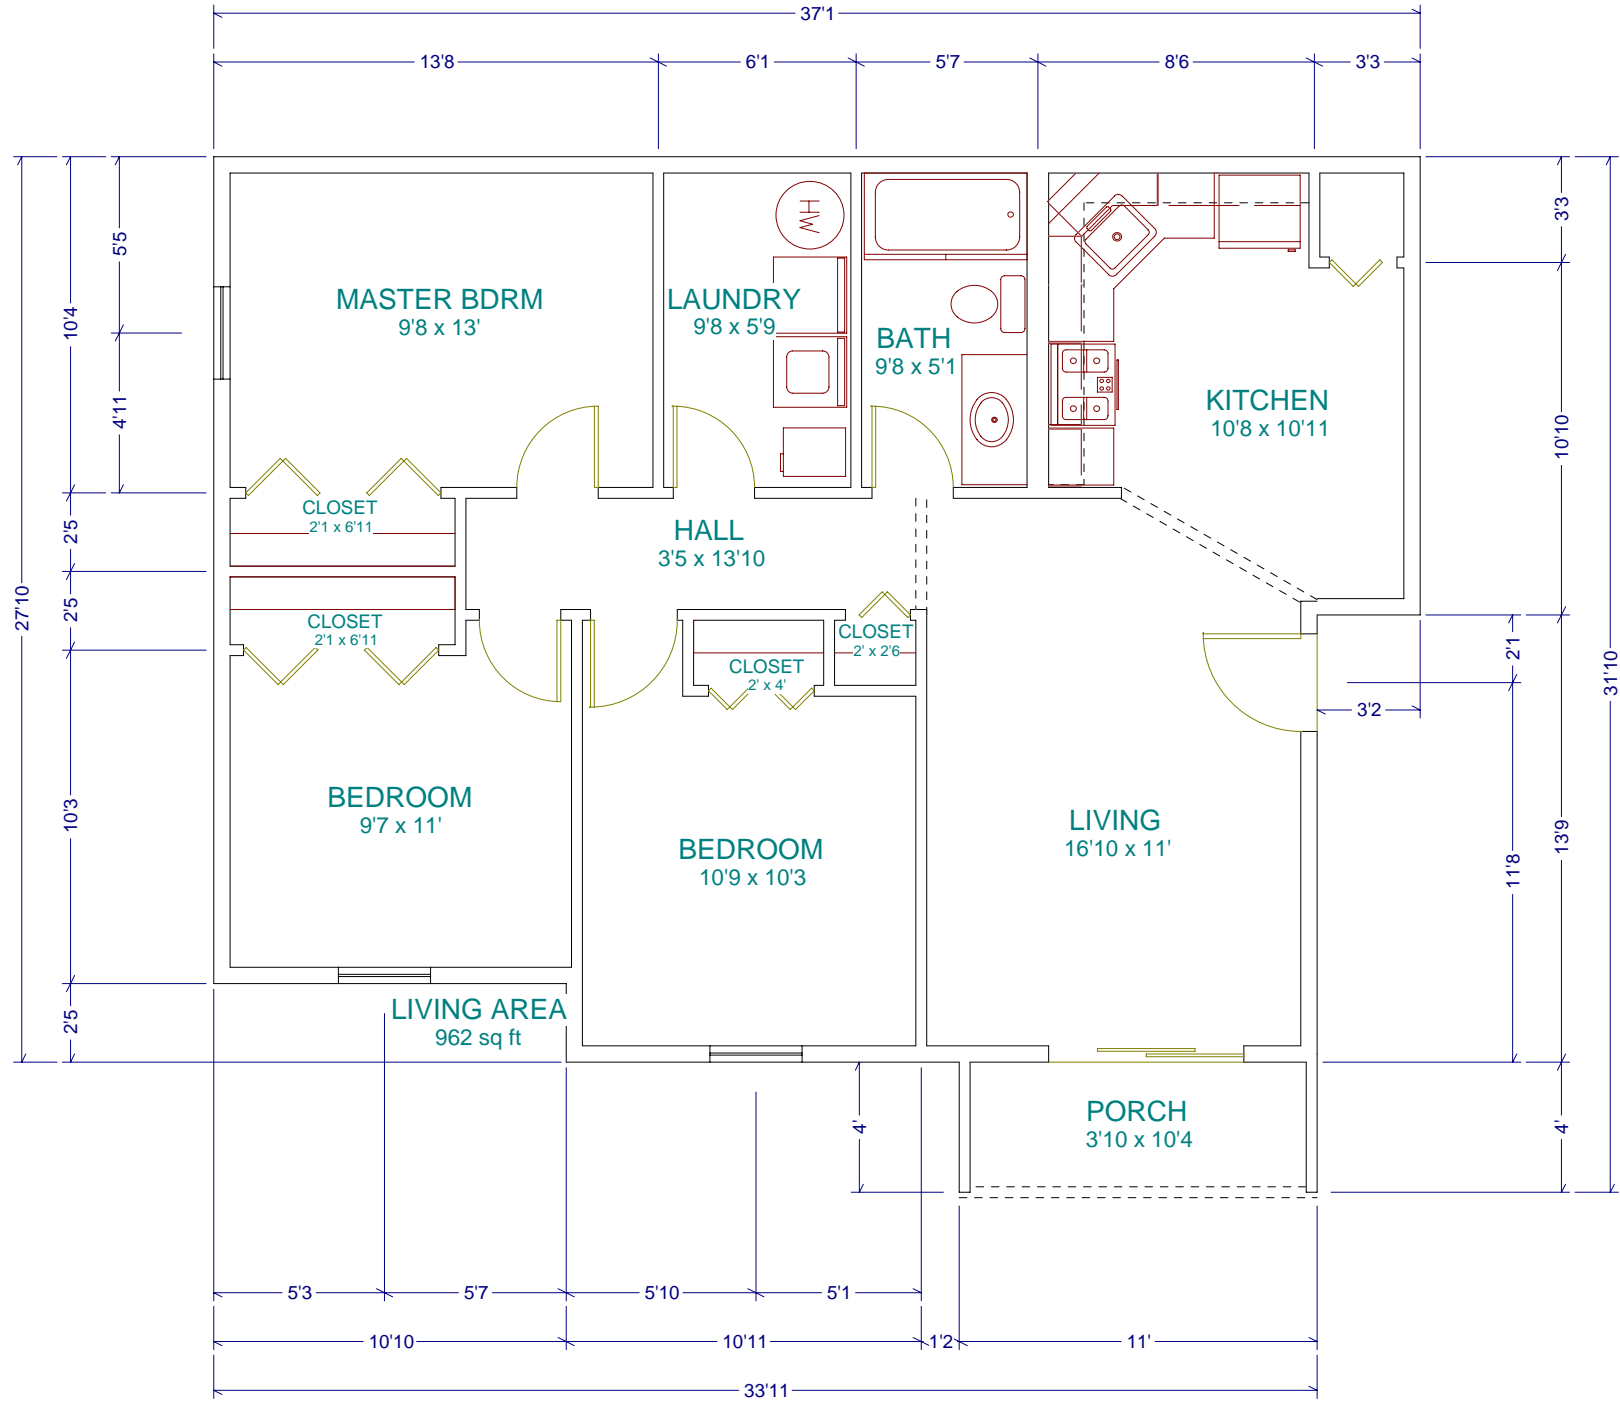 37'1
13'8
6'1
5'7
8'6
3'3
HW
5'5
10'4
4'11
2'5
2'5
27'10
10'3
2'5
MASTER BDRM
9'8 x 13'
LAUNDRY
9'8 x 5'9
BATH
9'8 x 5'1
KITCHEN
10'8 x 10'11
3'3
10'10
31'10
2'1
3'2
13'9
11'8
4'
CLOSET
2'1 x 6'11
HALL
3'5 x 13'10
CLOSET
2'1 x 6'11
CLOSET
2' x 2'6
CLOSET
2' x 4'
BEDROOM
9'7 x 11'
BEDROOM
10'9 x 10'3
LIVING
16'10 x 11'
LIVING AREA
962 sq ft
PORCH
3'10 x 10'4
4'
5'3
5'7
5'10
5'1
10'10
10'11
1'2
11'
33'11